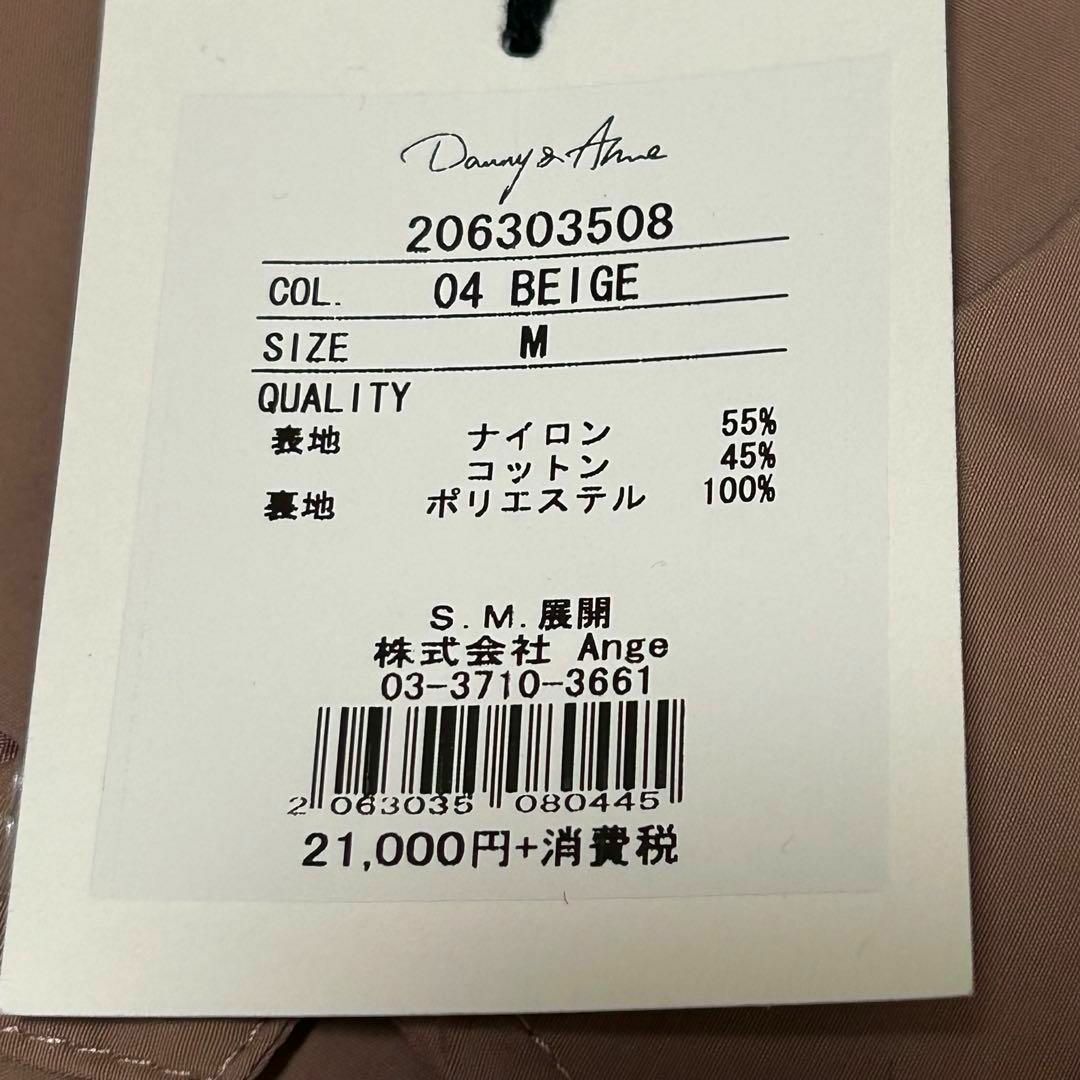 Danny & Anne
206303508
COL. 04 BEIGE
SIZE M
QUALITY
表地 ナイロン 55%
コットン 45%
裏地 ポリエステル 100%
S.M.展開
株式会社 Ange
03-3710-3661
2 063035 080445
21,000円+消費税